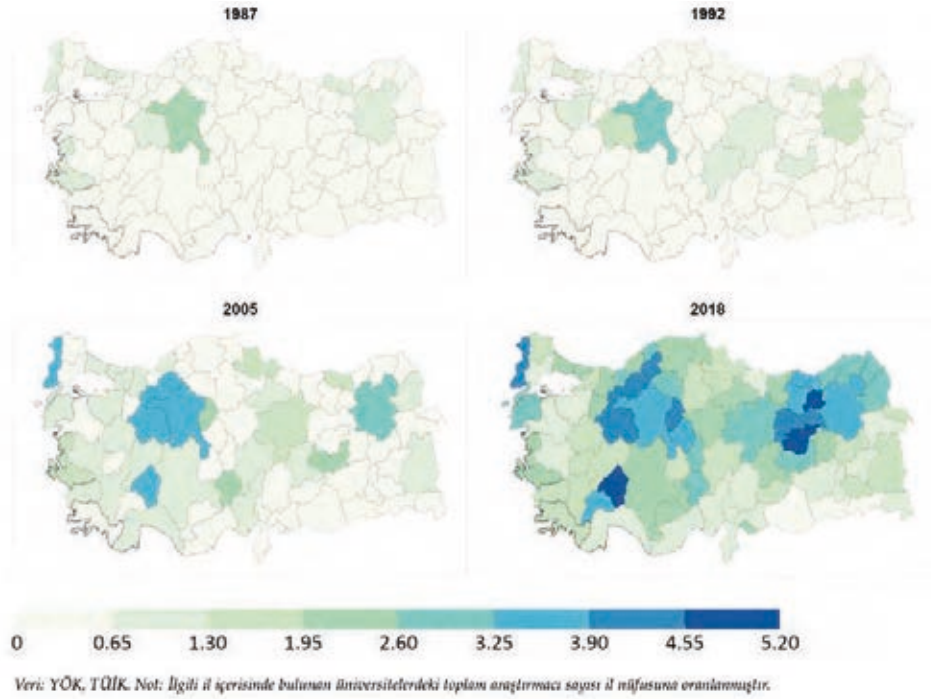 1987
1992
2005
2018
0 0.65 1.30 1.95 2.60 3.25 3.90 4.55 5.20
Veri: YÖK, TÜİK. Not: İlgili il içerisinde bulunan üniversitelerdeki toplam araştırmacı sayısı il nüfusuna oranlanmıştır.